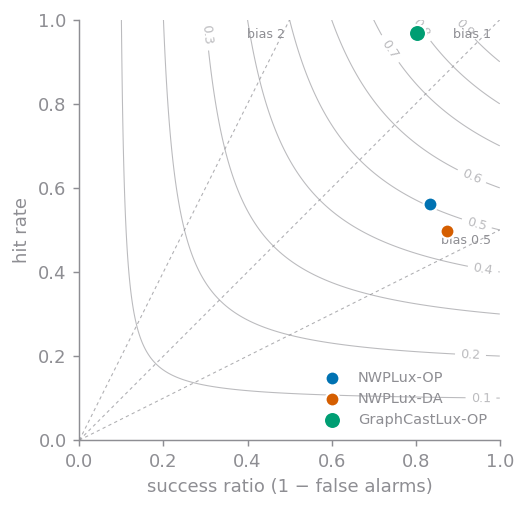 1.0
0.8
0.6
0.4
0.2
0.0
hit rate
0.0
0.2
0.4
0.6
0.8
1.0
success ratio (1 − false alarms)
bias 2
bias 1
bias 0.5
0.3
0.7
0.6
0.5
0.4
0.2
0.1
NWPLux-OP
NWPLux-DA
GraphCastLux-OP